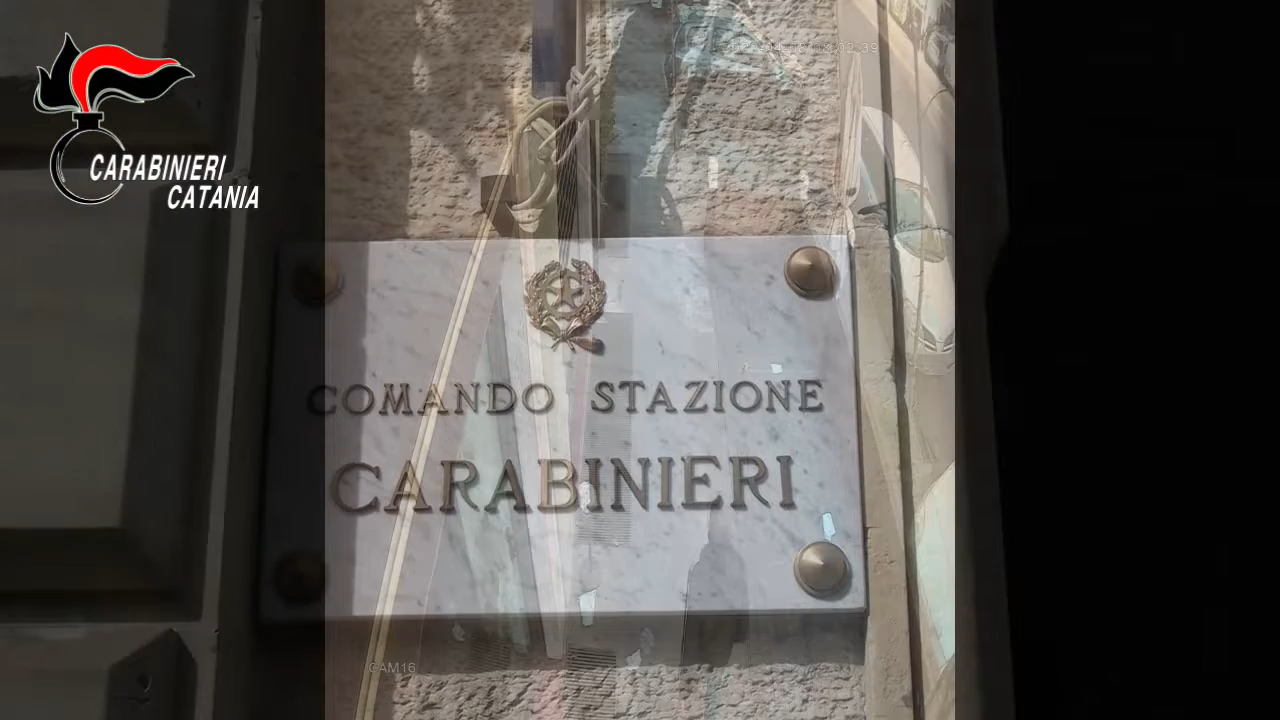 CARABINIERI
CATANIA
COMANDO STAZIONE
CARABINIERI
CAM16